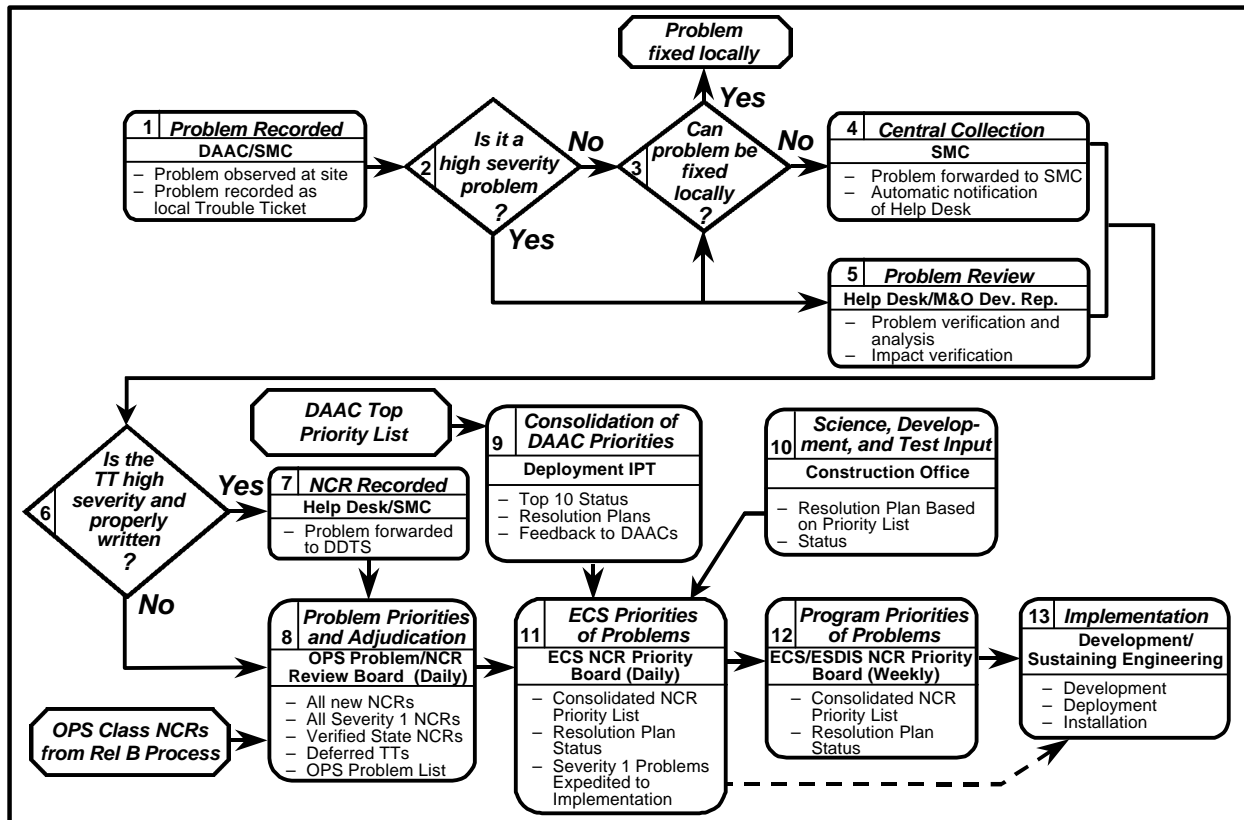 Problem
fixed locally
Yes
1 Problem Recorded
DAAC/SMC
– Problem observed at site
– Problem recorded as
local Trouble Ticket
2
Is it a
high severity
problem
?
No
Yes
3
Can
problem be
fixed
locally
?
No
4 Central Collection
SMC
– Problem forwarded to SMC
– Automatic notification
of Help Desk
5 Problem Review
Help Desk/M&O Dev. Rep.
– Problem verification and
analysis
– Impact verification
6
Is the
TT high
severity and
properly
written
?
Yes
No
DAAC Top
Priority List
7 NCR Recorded
Help Desk/SMC
– Problem forwarded
to DDTS
9 Consolidation of
DAAC Priorities
Deployment IPT
– Top 10 Status
– Resolution Plans
– Feedback to DAACs
10 Science, Develop-
ment, and Test Input
Construction Office
– Resolution Plan Based
on Priority List
– Status
OPS Class NCRs
from Rel B Process
8 Problem Priorities
and Adjudication
OPS Problem/NCR
Review Board (Daily)
– All new NCRs
– All Severity 1 NCRs
– Verified State NCRs
– Deferred TTs
– OPS Problem List
11 ECS Priorities
of Problems
ECS NCR Priority
Board (Daily)
– Consolidated NCR
Priority List
– Resolution Plan
Status
– Severity 1 Problems
Expedited to
Implementation
12 Program Priorities
of Problems
ECS/ESDIS NCR Priority
Board (Weekly)
– Consolidated NCR
Priority List
– Resolution Plan
Status
13 Implementation
Development/
Sustaining Engineering
– Development
– Deployment
– Installation